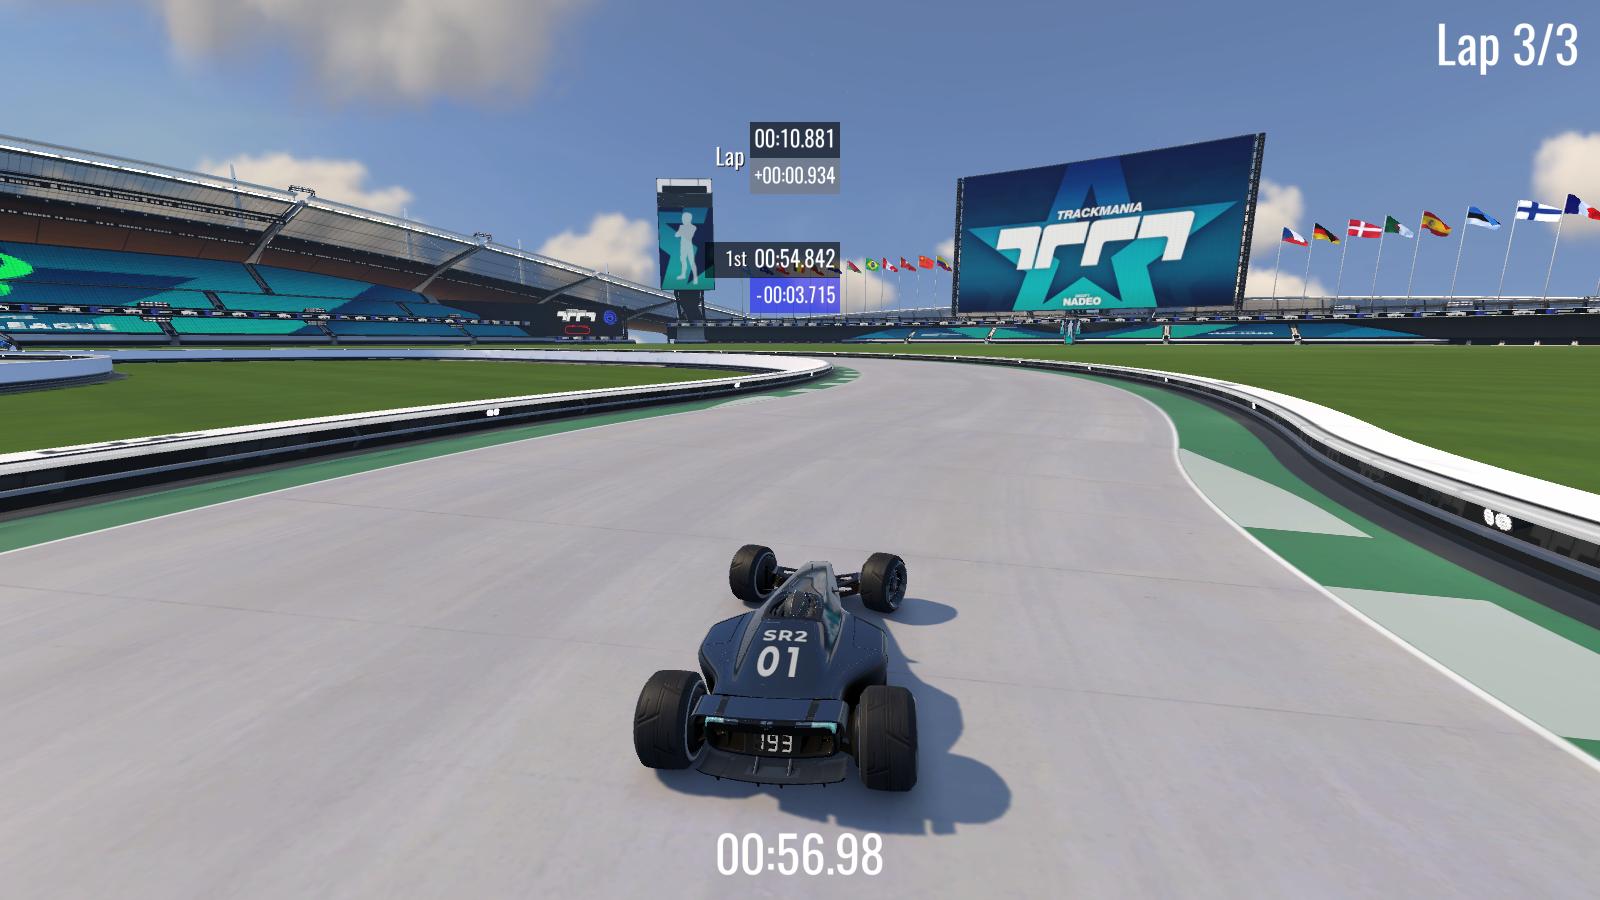 Lap 3/3
00:10.881
Lap
+00:00.934
1st 00:54.842
-00:03.715
TRACKMANIA
NADEO
LEAGUE
SR2
01
193
00:56.98